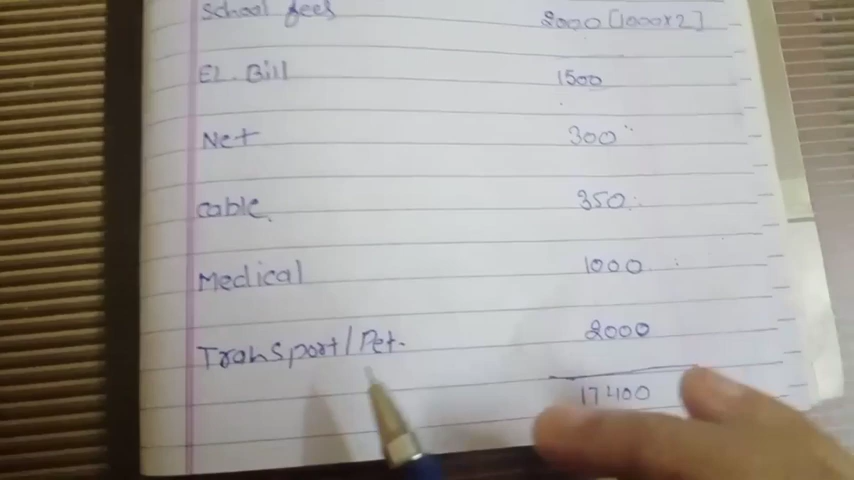 School fees 2000 [1000x2]
El. Bill 1500
Net 300
cable 350
Medical 1000
Transport/Pet. 2000
17400